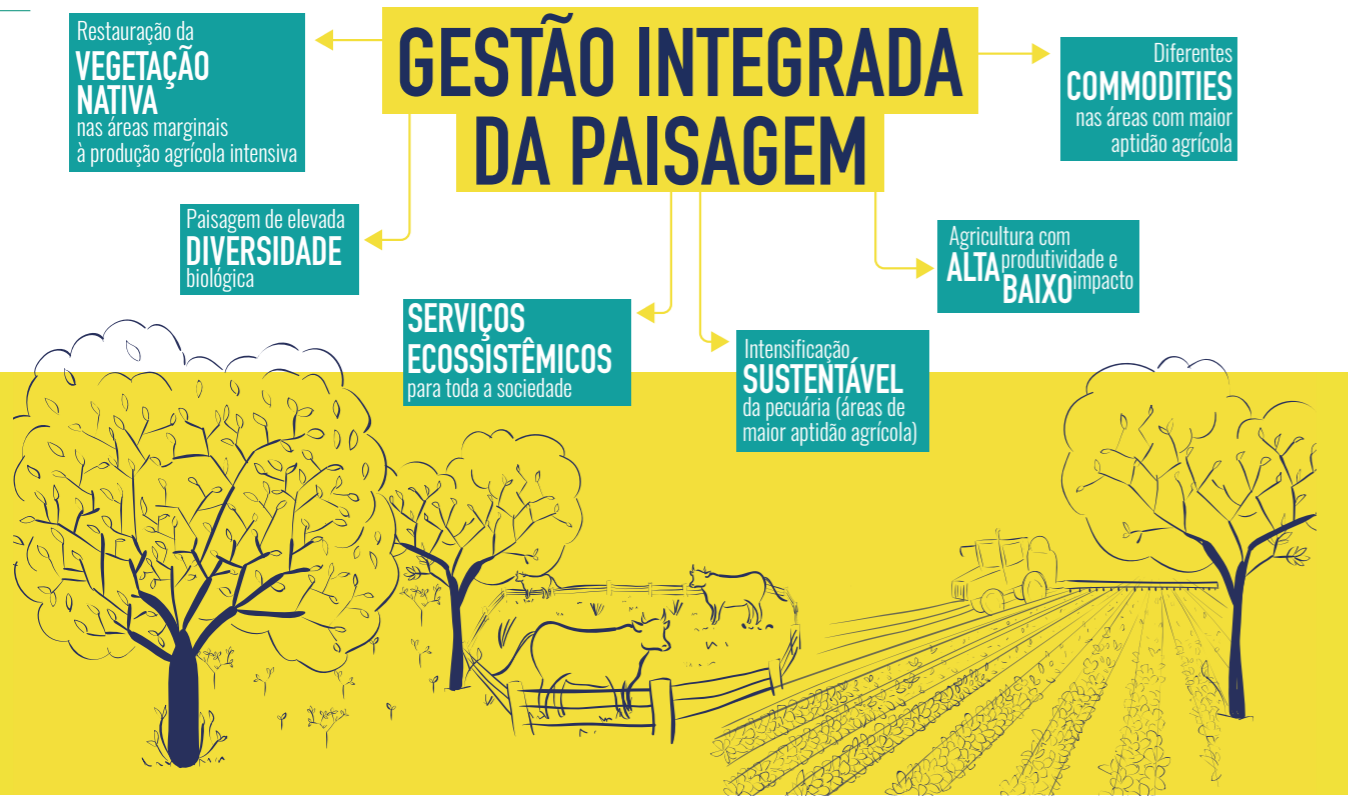 GESTÃO INTEGRADA
DA PAISAGEM
Restauração da
VEGETAÇÃO
NATIVA
nas áreas marginais
à produção agrícola intensiva
Paisagem de elevada
DIVERSIDADE
biológica
SERVIÇOS
ECOSSISTÊMICOS
para toda a sociedade
Intensificação
SUSTENTÁVEL
da pecuária (áreas de
maior aptidão agrícola)
Agricultura com
ALTA produtividade e
BAIXO impacto
Diferentes
COMMODITIES
nas áreas com maior
aptidão agrícola